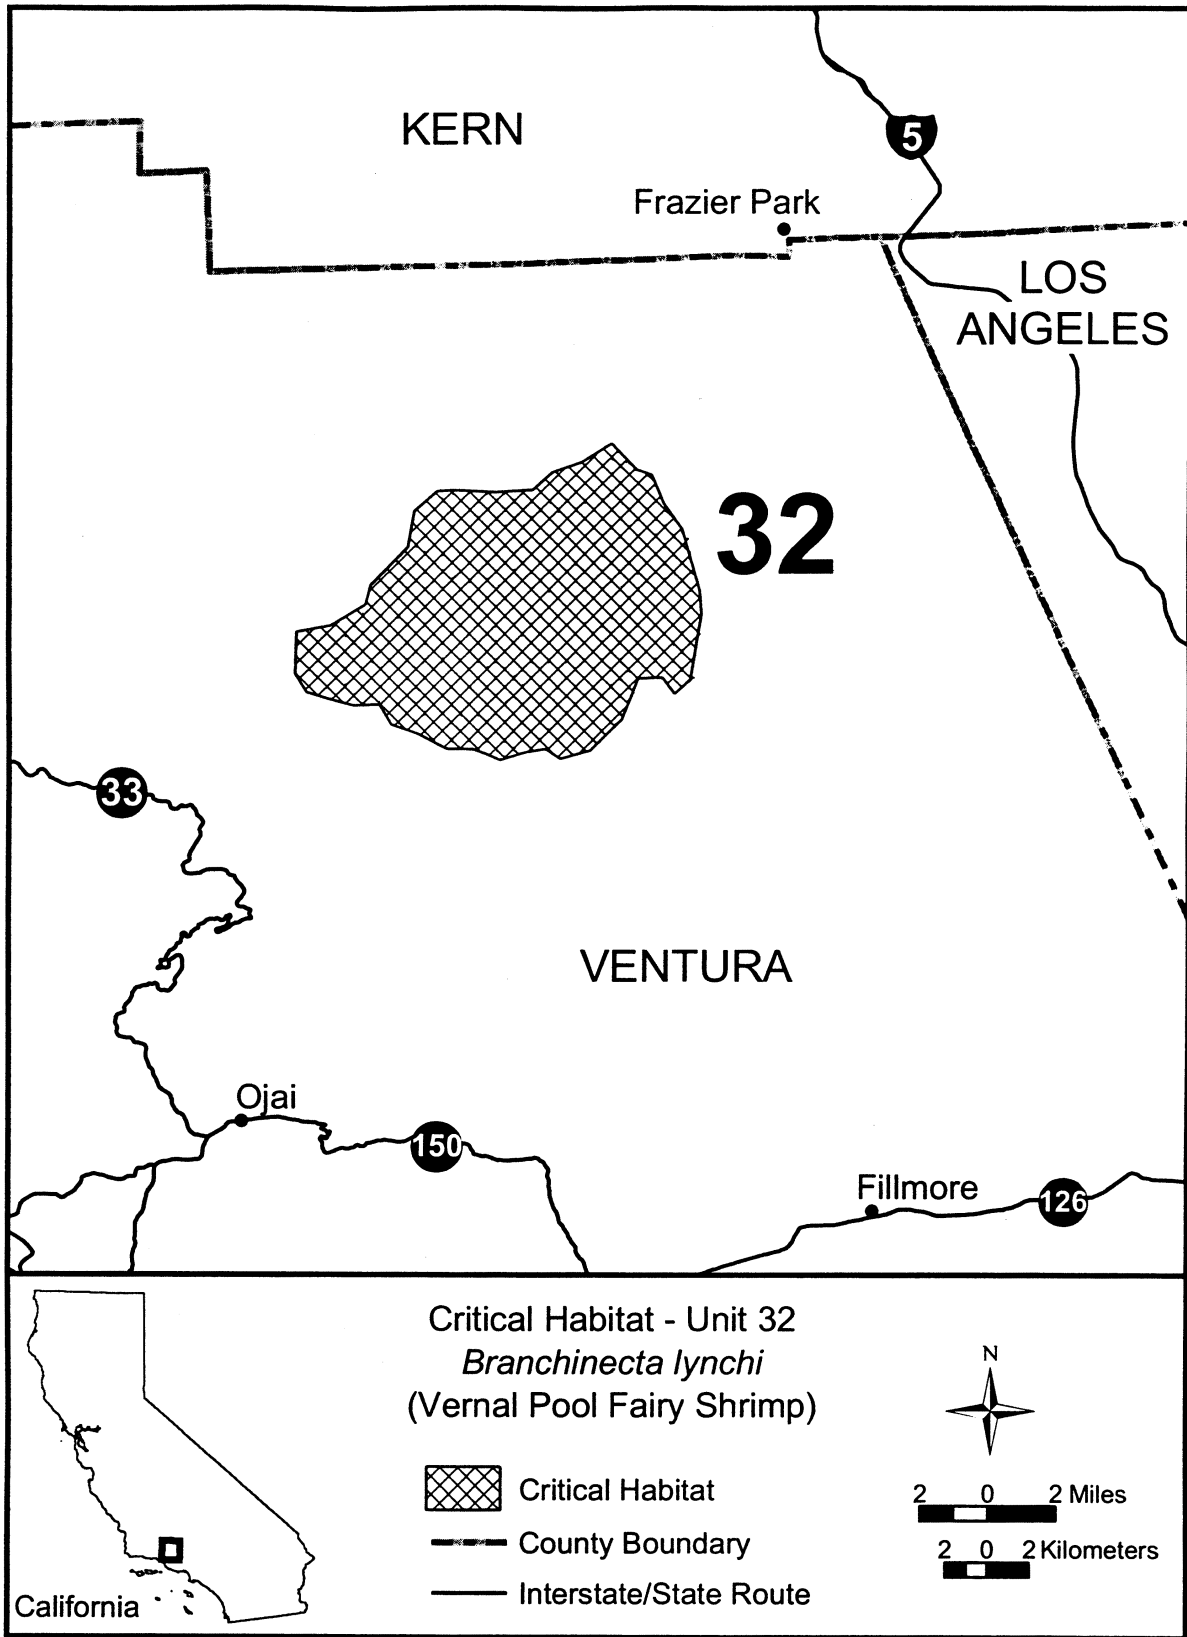 KERN
5
Frazier Park
LOS
ANGELES
32
33
VENTURA
Ojai
150
Fillmore
126
Critical Habitat - Unit 32
Branchinecta lynchi
(Vernal Pool Fairy Shrimp)
N
Critical Habitat
2 0 2 Miles
County Boundary
2 0 2 Kilometers
Interstate/State Route
California